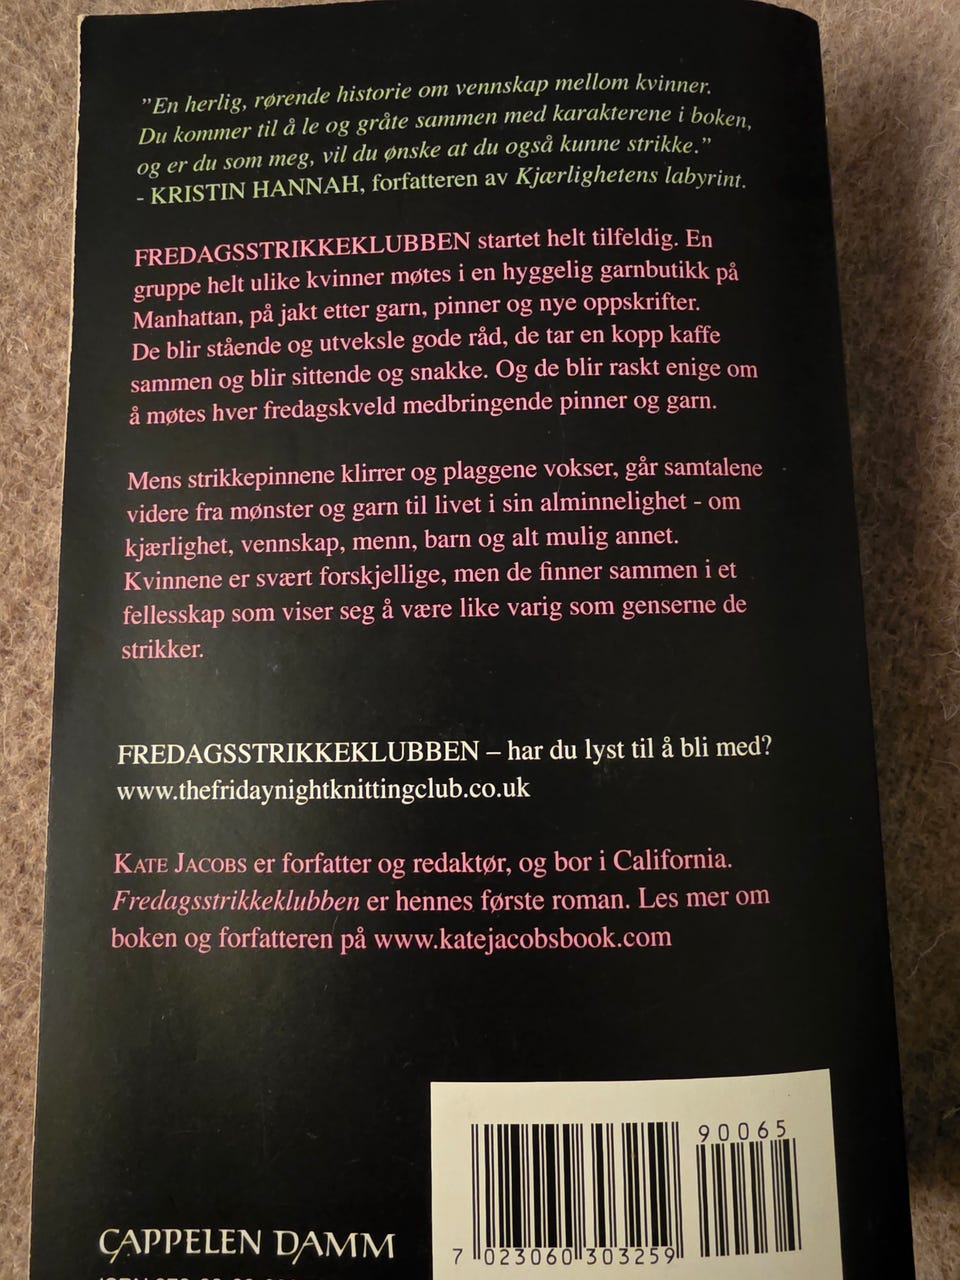 ”En herlig, rørende historie om vennskap mellom kvinner.
Du kommer til å le og gråte sammen med karakterene i boken,
og er du som meg, vil du ønske at du også kunne strikke.”
- KRISTIN HANNAH, forfatteren av Kjærlighetens labyrint.
FREDAGSSTRIKKEKLUBBEN startet helt tilfeldig. En
gruppe helt ulike kvinner møtes i en hyggelig garnbutikk på
Manhattan, på jakt etter garn, pinner og nye oppskrifter.
De blir stående og utveksle gode råd, de tar en kopp kaffe
sammen og blir sittende og snakke. Og de blir raskt enige om
å møtes hver fredagskveld medbringende pinner og garn.
Mens strikkepinnene klirrer og plaggene vokser, går samtalene
videre fra mønster og garn til livet i sin alminnelighet - om
kjærlighet, vennskap, menn, barn og alt mulig annet.
Kvinnene er svært forskjellige, men de finner sammen i et
fellesskap som viser seg å være like varig som genserne de
strikker.
FREDAGSSTRIKKEKLUBBEN – har du lyst til å bli med?
www.thefridaynightknittingclub.co.uk
KATE JACOBS er forfatter og redaktør, og bor i California.
Fredagsstrikkeklubben er hennes første roman. Les mer om
boken og forfatteren på www.katejacobsbook.com
90065
7 023060 303259
CAPPELEN DAMM